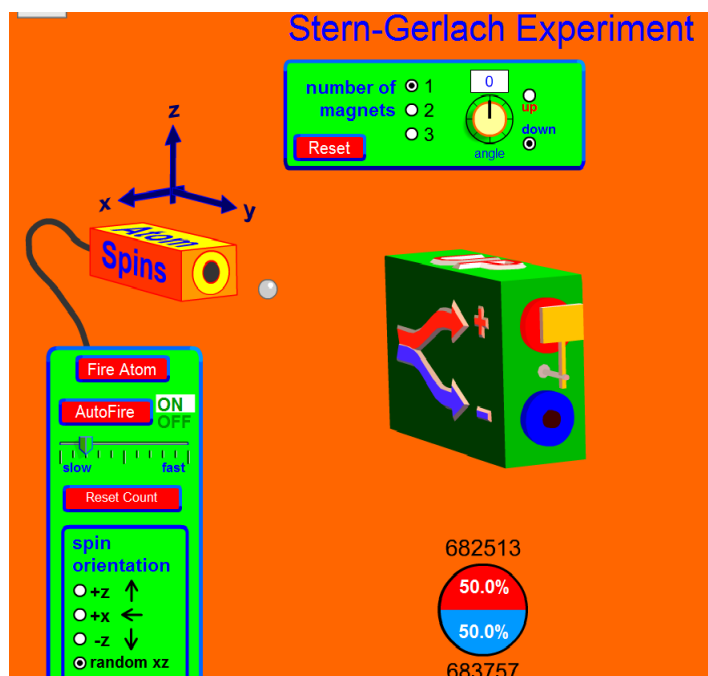 Stern-Gerlach Experiment
number of
magnets
1
2
3
0
up
down
angle
Reset
z
x
y
Atom
Spins
Fire Atom
AutoFire
ON
OFF
slow
fast
Reset Count
spin
orientation
+z
+x
-z
random xz
+
-
682513
50.0%
50.0%
683757